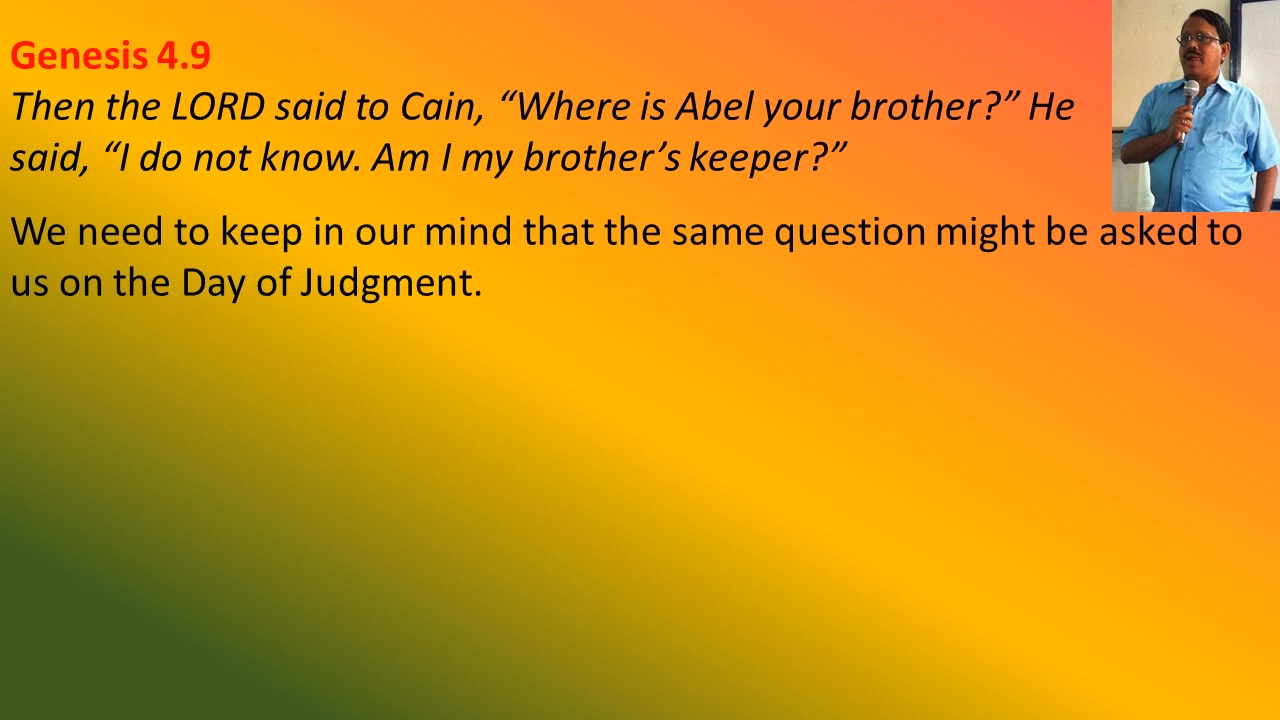 Genesis 4.9
Then the LORD said to Cain, “Where is Abel your brother?” He
said, “I do not know. Am I my brother’s keeper?”
We need to keep in our mind that the same question might be asked to
us on the Day of Judgment.